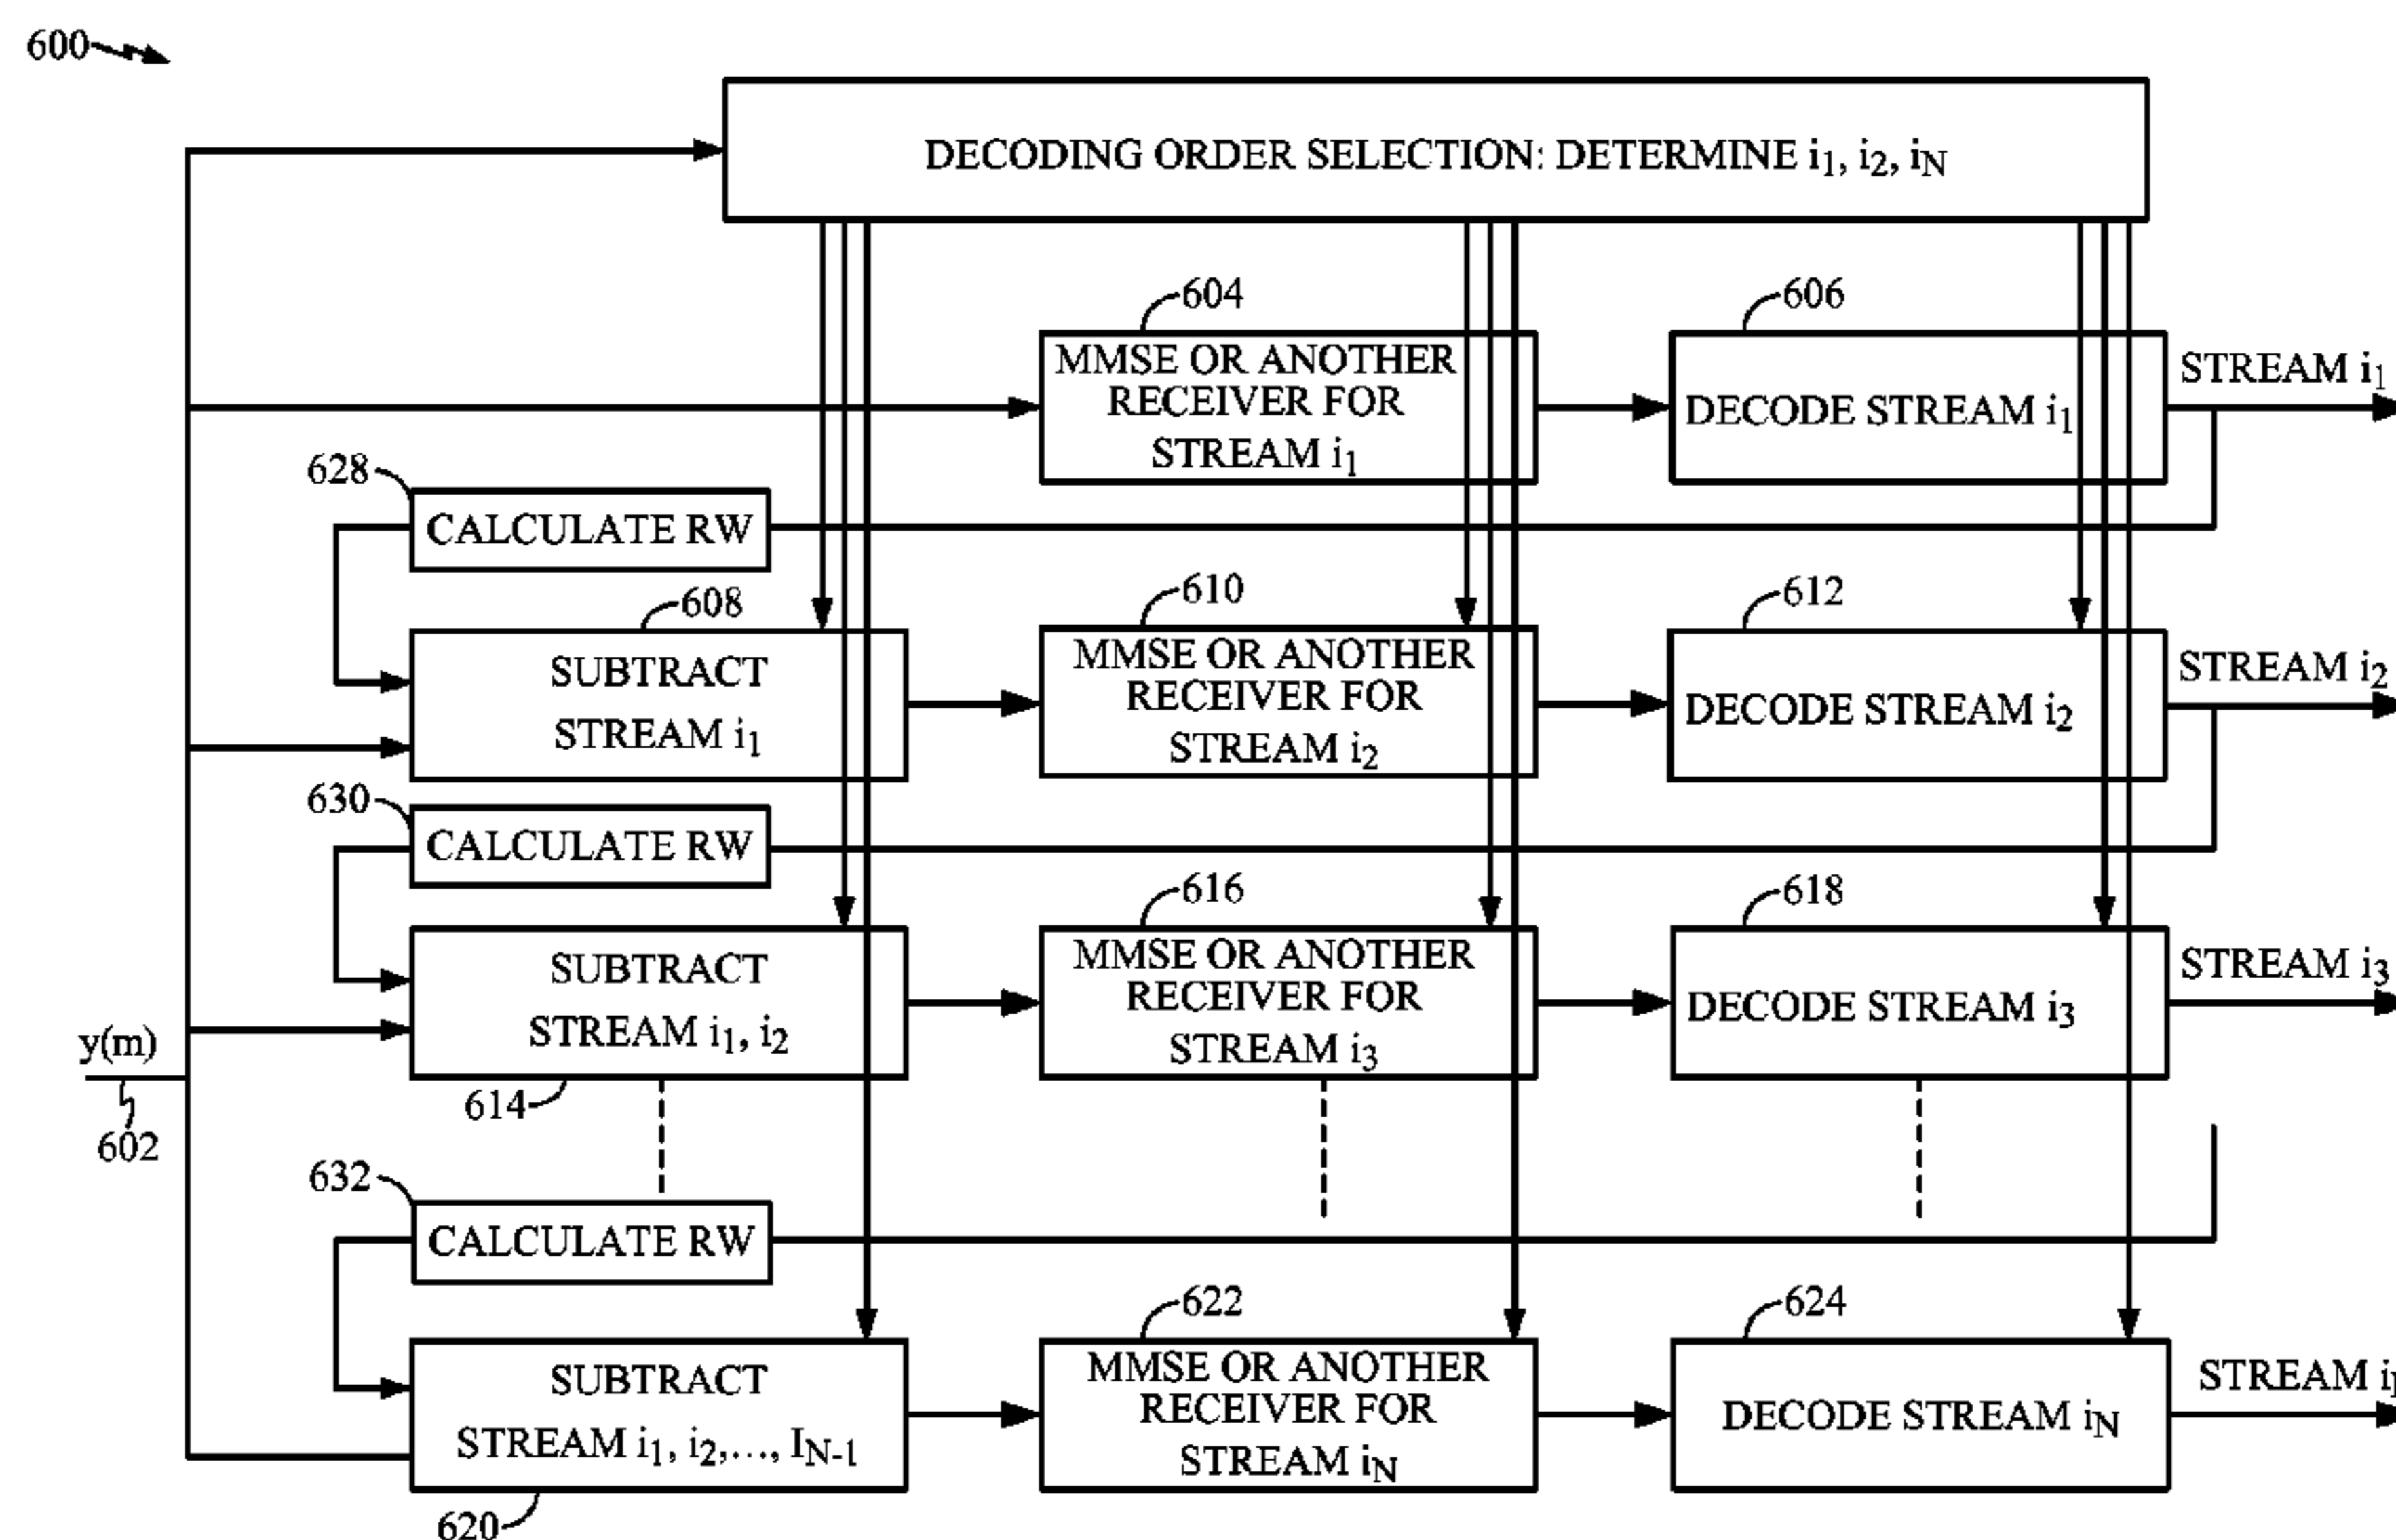 600
DECODING ORDER SELECTION: DETERMINE i1, i2, iN
604
606
MMSE OR ANOTHER
RECEIVER FOR
STREAM i1
DECODE STREAM i1
STREAM i1
628
CALCULATE RW
608
610
612
SUBTRACT
STREAM i1
MMSE OR ANOTHER
RECEIVER FOR
STREAM i2
DECODE STREAM i2
STREAM i2
630
CALCULATE RW
616
618
SUBTRACT
STREAM i1, i2
MMSE OR ANOTHER
RECEIVER FOR
STREAM i3
DECODE STREAM i3
STREAM i3
y(m)
602
614
632
CALCULATE RW
622
624
SUBTRACT
STREAM i1, i2,..., IN-1
MMSE OR ANOTHER
RECEIVER FOR
STREAM iN
DECODE STREAM iN
STREAM
620